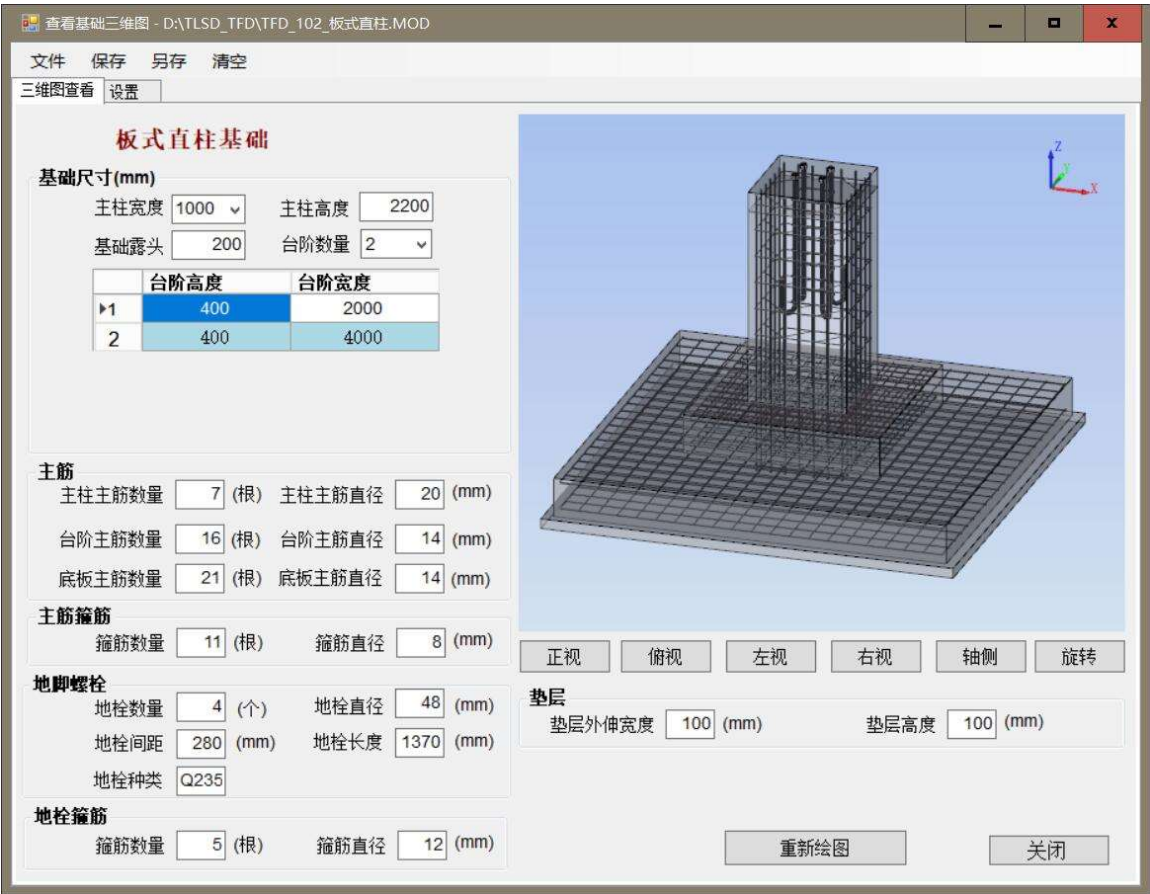 查看基础三维图 - D:\TLSD_TFD\TFD_102_板式直柱.MOD
文件 保存 另存 清空
三维图查看 设置
板式直柱基础
基础尺寸(mm)
主柱宽度 1000 主柱高度 2200
基础露头 200 台阶数量 2
台阶高度 台阶宽度
1 400 2000
2 400 4000
主筋
主柱主筋数量 7 (根) 主柱主筋直径 20 (mm)
台阶主筋数量 16 (根) 台阶主筋直径 14 (mm)
底板主筋数量 21 (根) 底板主筋直径 14 (mm)
主筋箍筋
箍筋数量 11 (根) 箍筋直径 8 (mm)
地脚螺栓
地栓数量 4 (个) 地栓直径 48 (mm)
地栓间距 280 (mm) 地栓长度 1370 (mm)
地栓种类 Q235
地栓箍筋
箍筋数量 5 (根) 箍筋直径 12 (mm)
Z
Y
X
正视 俯视 左视 右视 轴侧 旋转
垫层
垫层外伸宽度 100 (mm) 垫层高度 100 (mm)
重新绘图 关闭